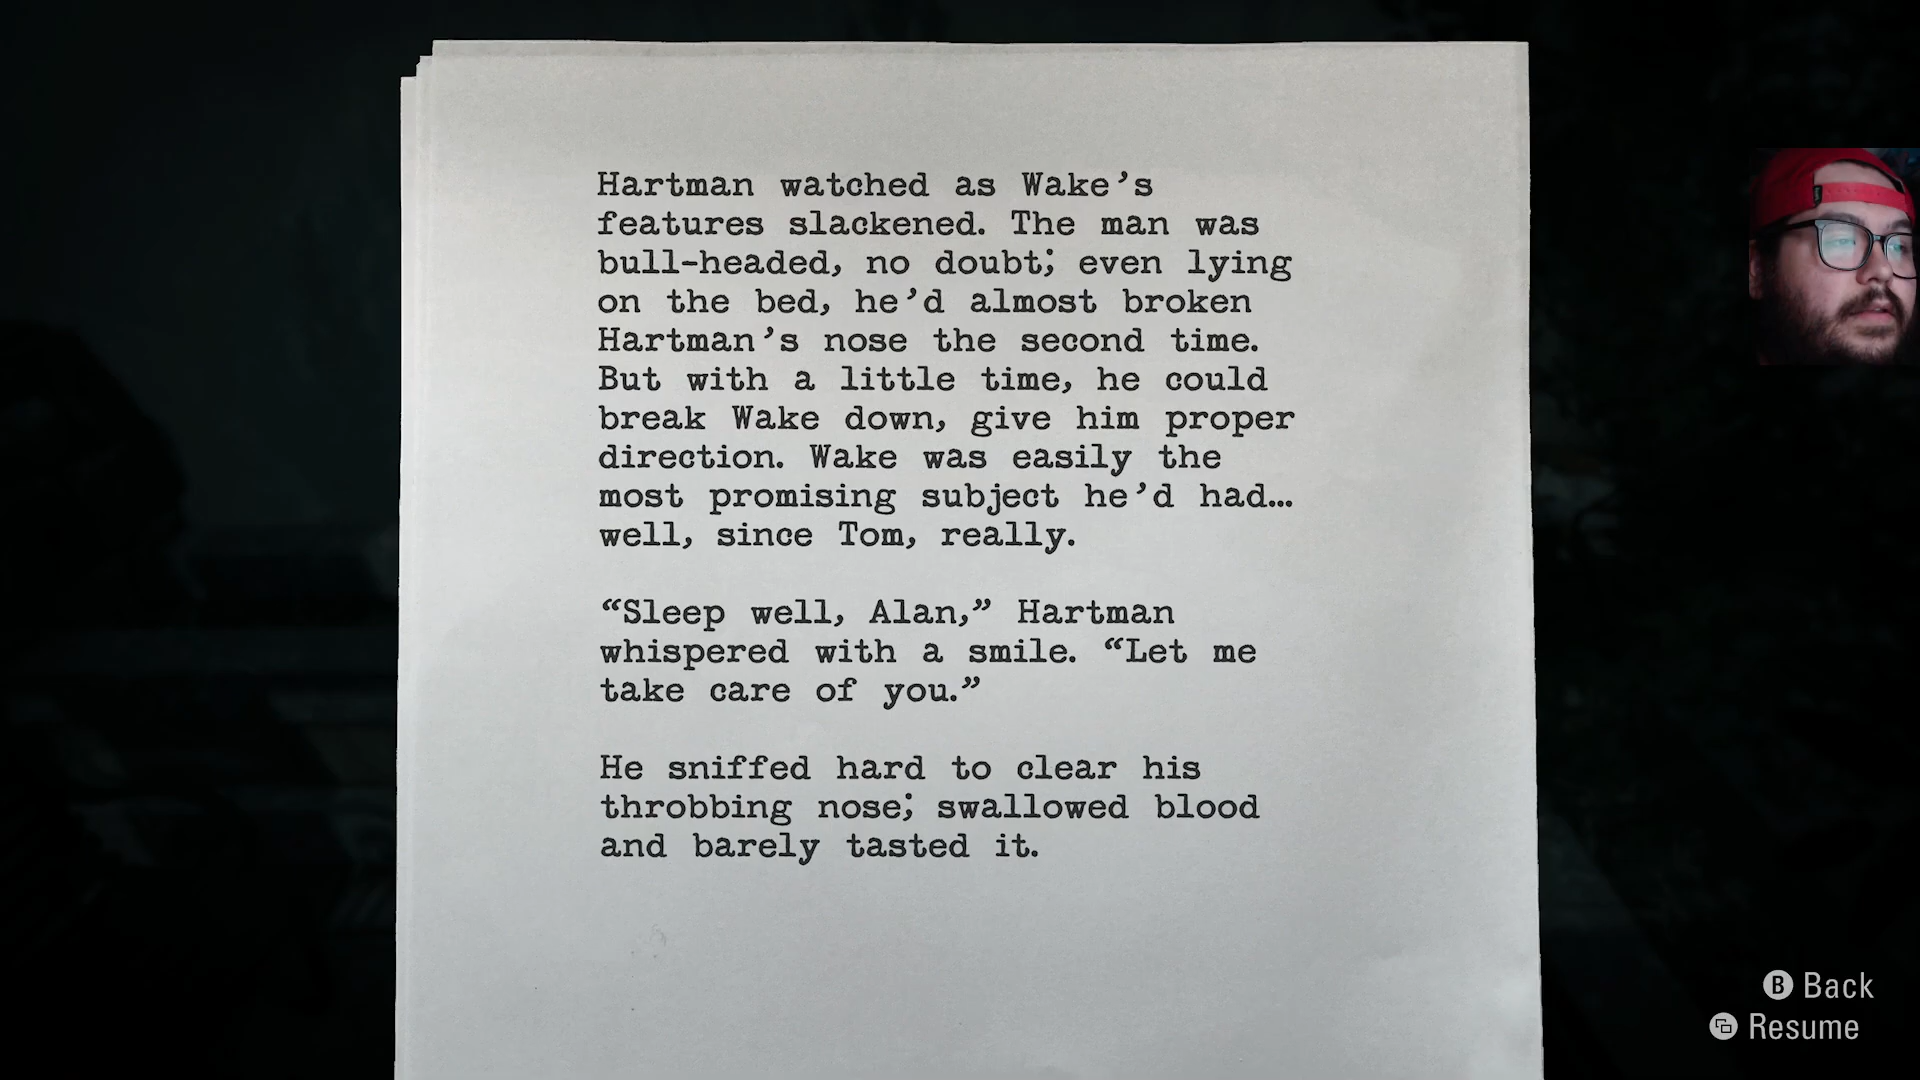 Hartman watched as Wake’s
features slackened. The man was
bull-headed, no doubt; even lying
on the bed, he’d almost broken
Hartman’s nose the second time.
But with a little time, he could
break Wake down, give him proper
direction. Wake was easily the
most promising subject he’d had…
well, since Tom, really.
“Sleep well, Alan,” Hartman
whispered with a smile. “Let me
take care of you.”
He sniffed hard to clear his
throbbing nose; swallowed blood
and barely tasted it.
B Back
Resume